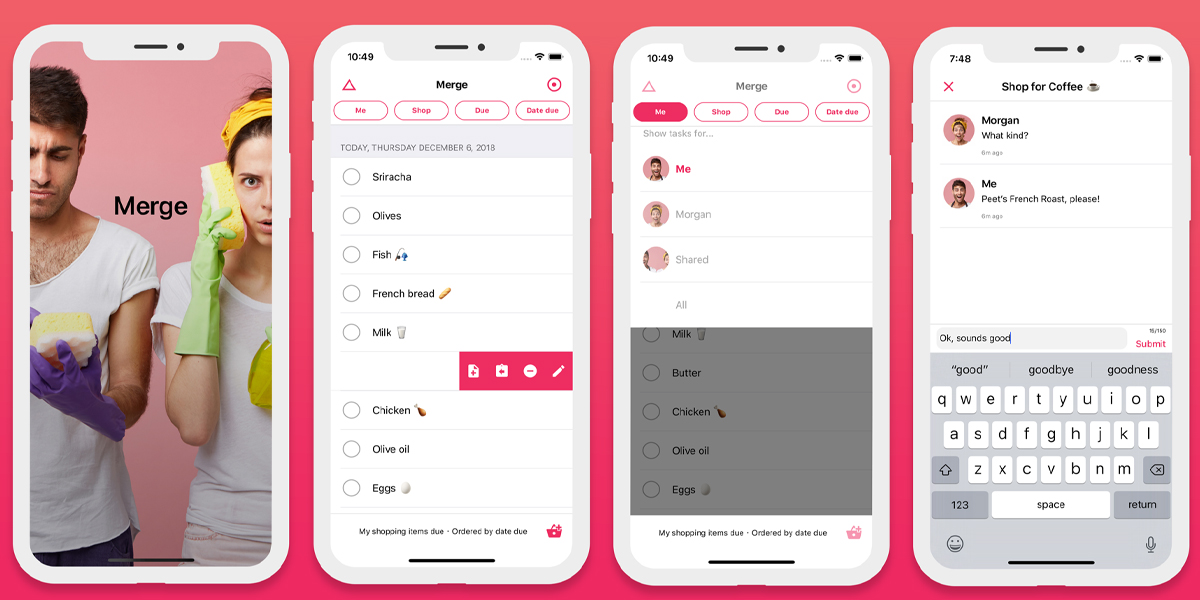 Merge
10:49
Merge
Me
Shop
Due
Date due
TODAY, THURSDAY DECEMBER 6, 2018
Sriracha
Olives
Fish 🎣
French bread 🥖
Milk 🥛
Chicken 🍗
Olive oil
Eggs 🥚
My shopping items due · Ordered by date due
10:49
Merge
Me
Shop
Due
Date due
Show tasks for...
Me
Morgan
Shared
All
Milk 🥛
Butter
Chicken 🍗
Olive oil
Eggs 🥚
My shopping items due · Ordered by date due
7:48
Shop for Coffee ☕
Morgan
What kind?
6m ago
Me
Peet's French Roast, please!
6m ago
Ok, sounds good
15/150
Submit
“good” goodbye goodness
q w e r t y u i o p
a s d f g h j k l
z x c v b n m
123 space return